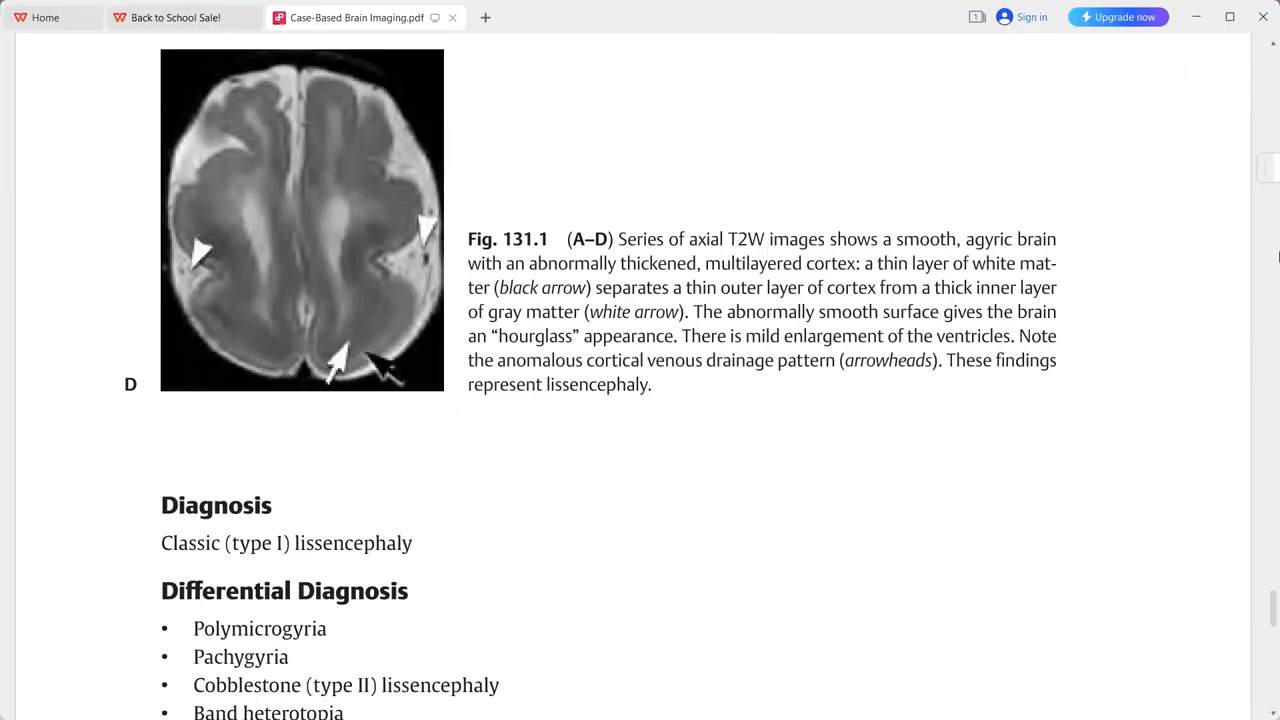 Home
Back to School Sale!
Case-Based Brain Imaging.pdf
1
Sign in
Upgrade now
Fig. 131.1 (A–D) Series of axial T2W images shows a smooth, agyric brain
with an abnormally thickened, multilayered cortex: a thin layer of white mat-
ter (black arrow) separates a thin outer layer of cortex from a thick inner layer
of gray matter (white arrow). The abnormally smooth surface gives the brain
an “hourglass” appearance. There is mild enlargement of the ventricles. Note
the anomalous cortical venous drainage pattern (arrowheads). These findings
represent lissencephaly.
D
Diagnosis
Classic (type I) lissencephaly
Differential Diagnosis
• Polymicrogyria
• Pachygyria
• Cobblestone (type II) lissencephaly
• Band heterotopia